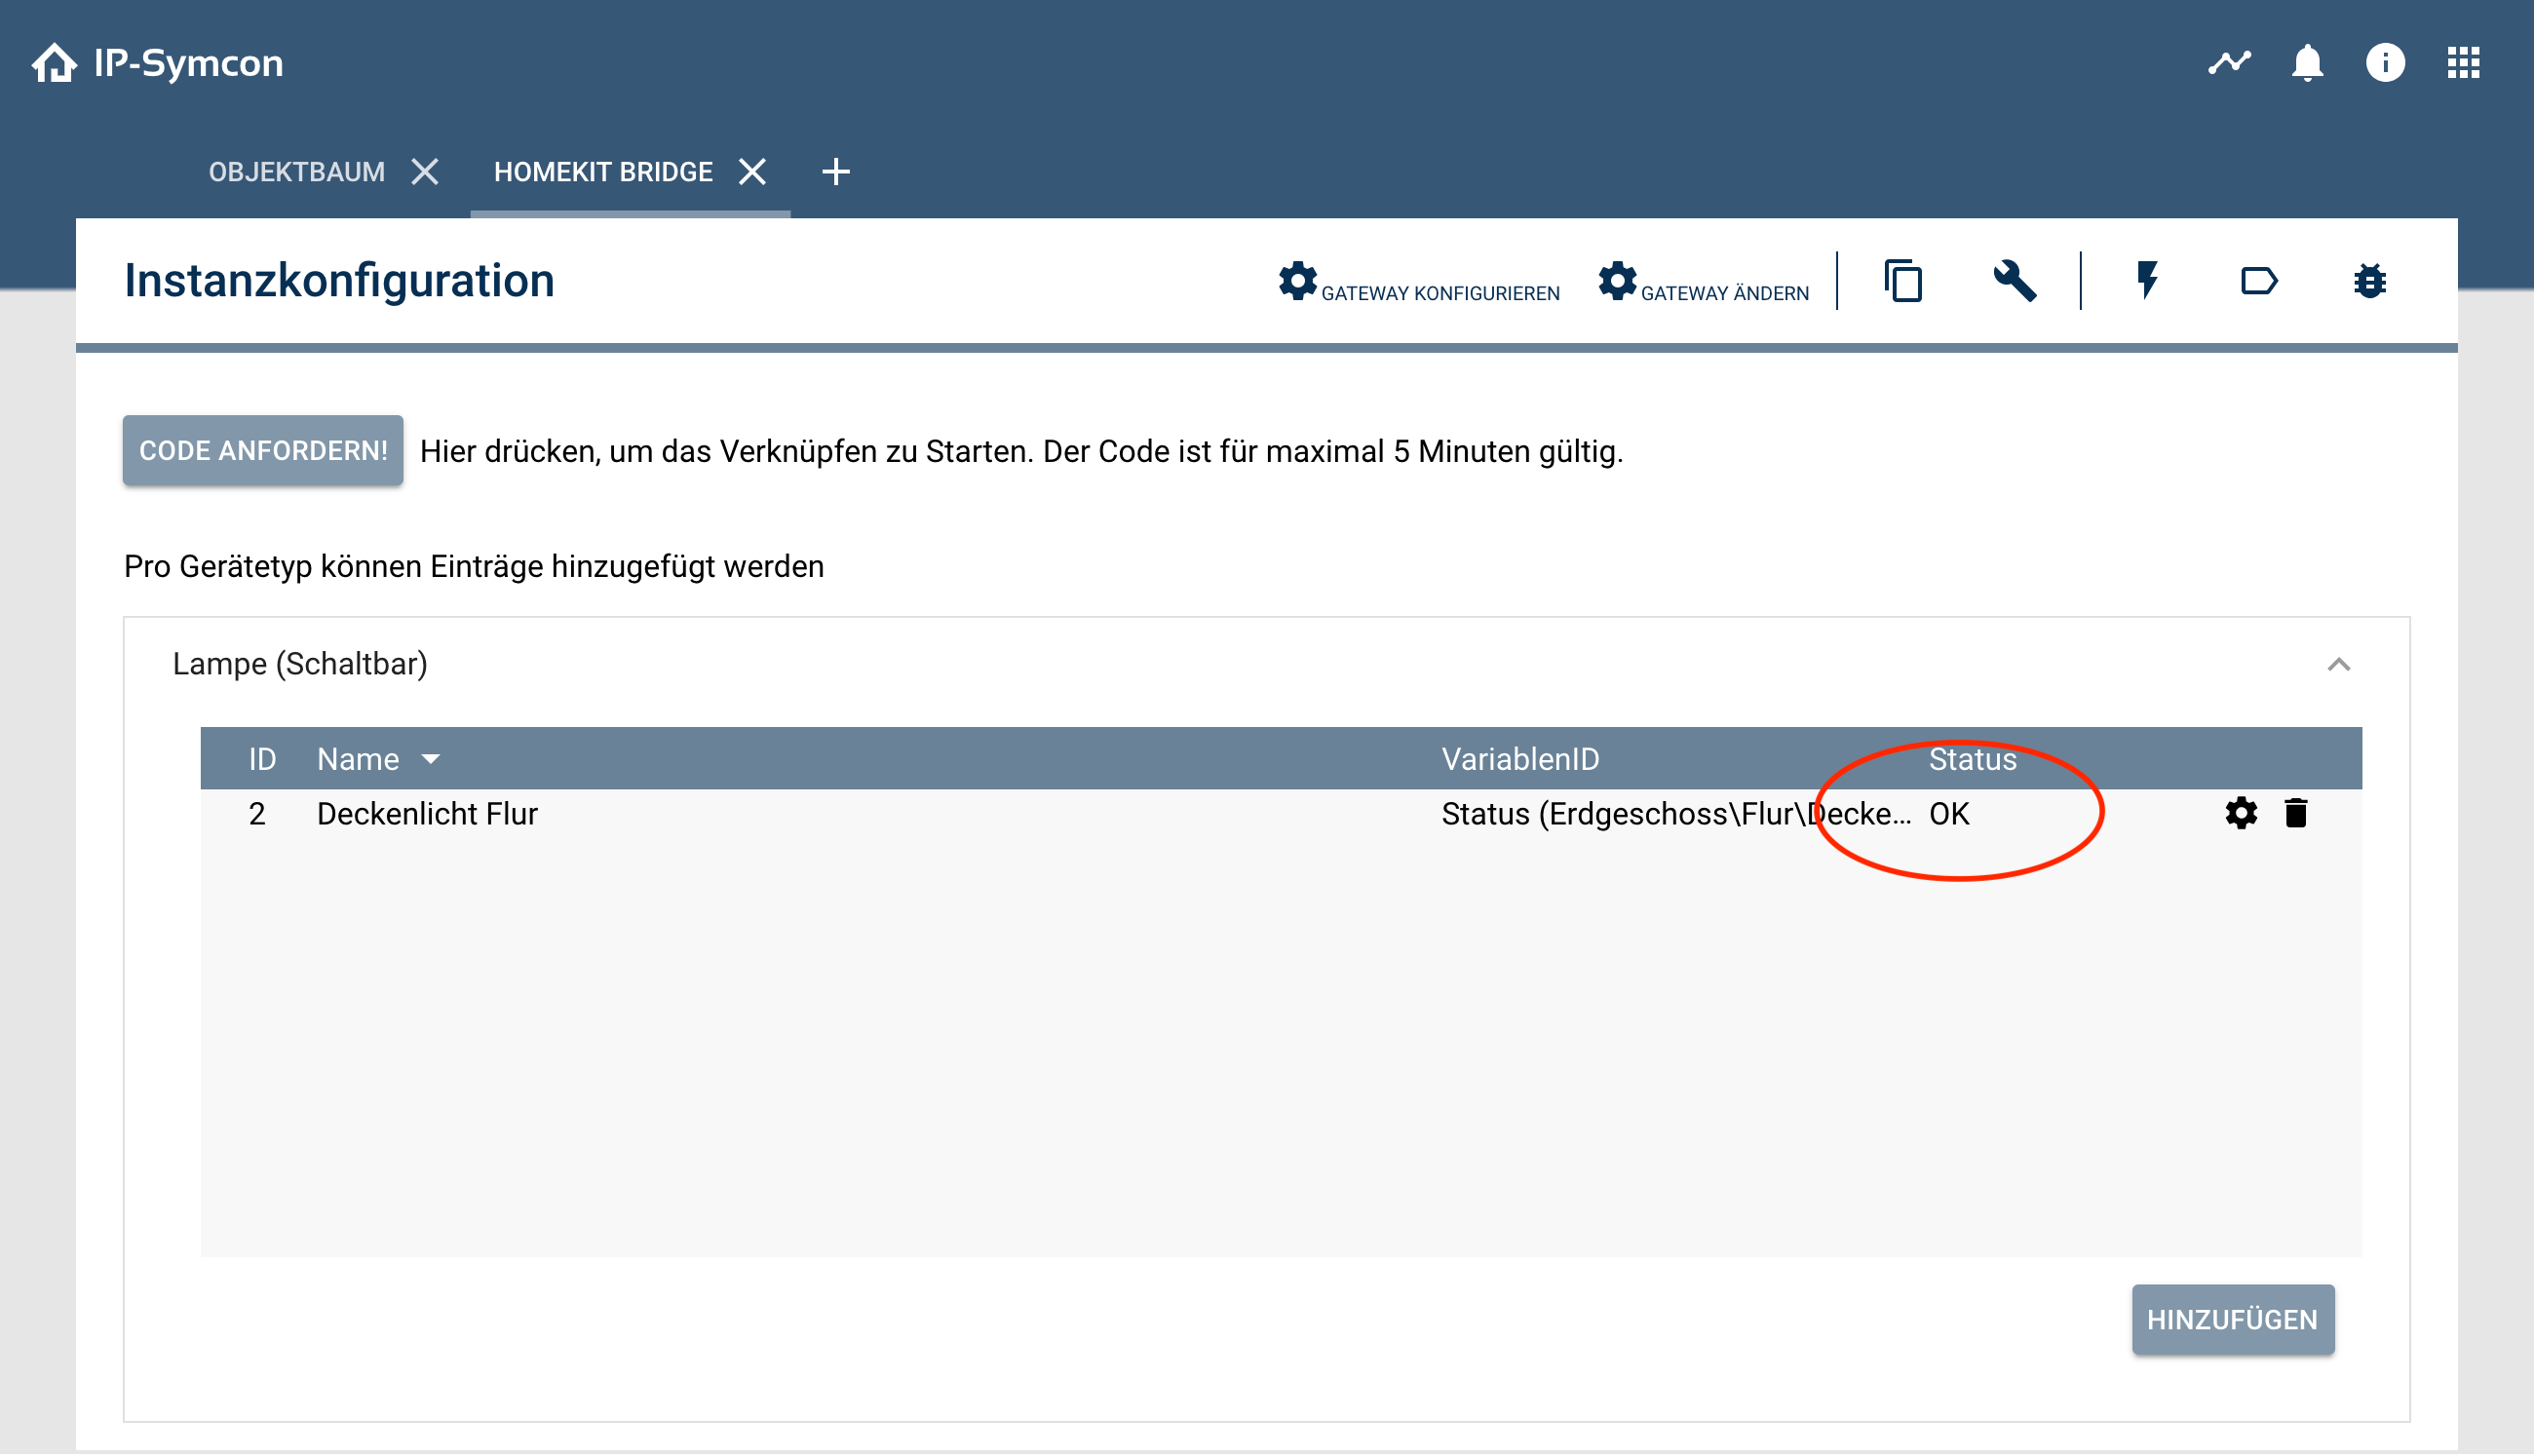 IP-Symcon
OBJEKTBAUM HOMEKIT BRIDGE
Instanzkonfiguration GATEWAY KONFIGURIEREN GATEWAY ÄNDERN
CODE ANFORDERN! Hier drücken, um das Verknüpfen zu Starten. Der Code ist für maximal 5 Minuten gültig.
Pro Gerätetyp können Einträge hinzugefügt werden
Lampe (Schaltbar)
ID Name VariablenID Status
2 Deckenlicht Flur Status (Erdgeschoss\Flur\Decke... OK
HINZUFÜGEN